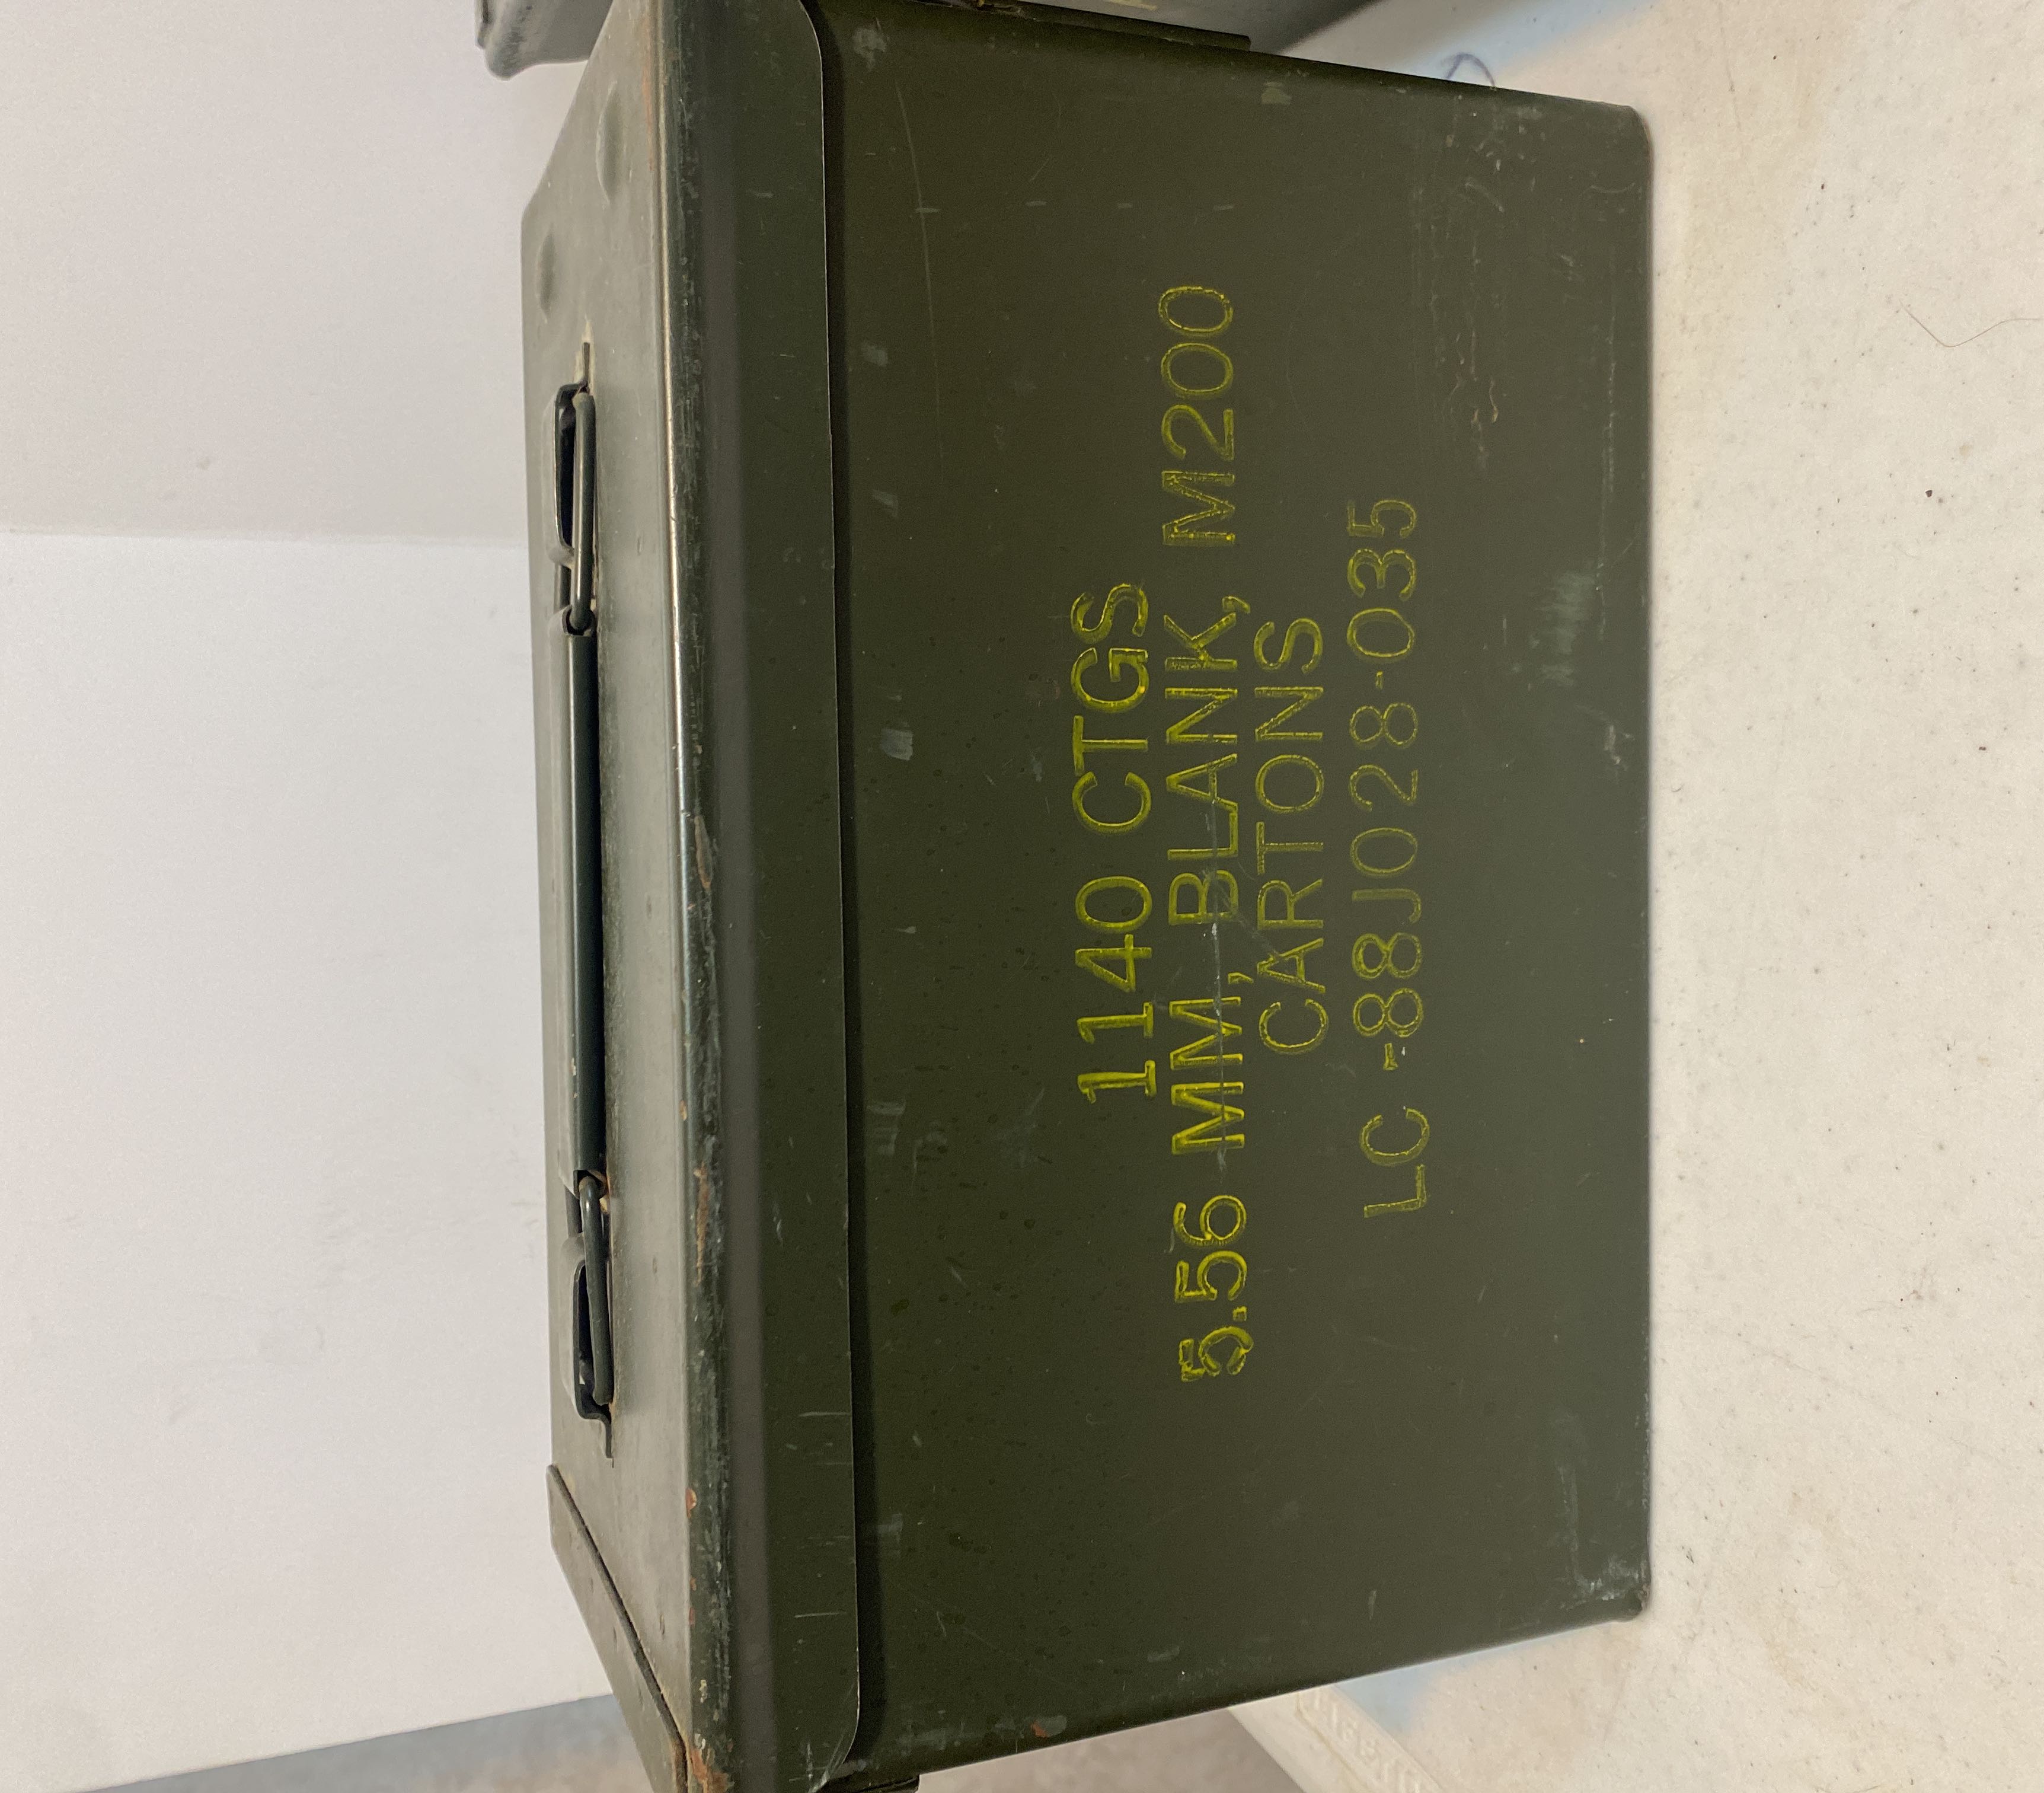 1140 CTGS
5.56 MM, BLANK, M200
CARTONS
LC -88J028-035